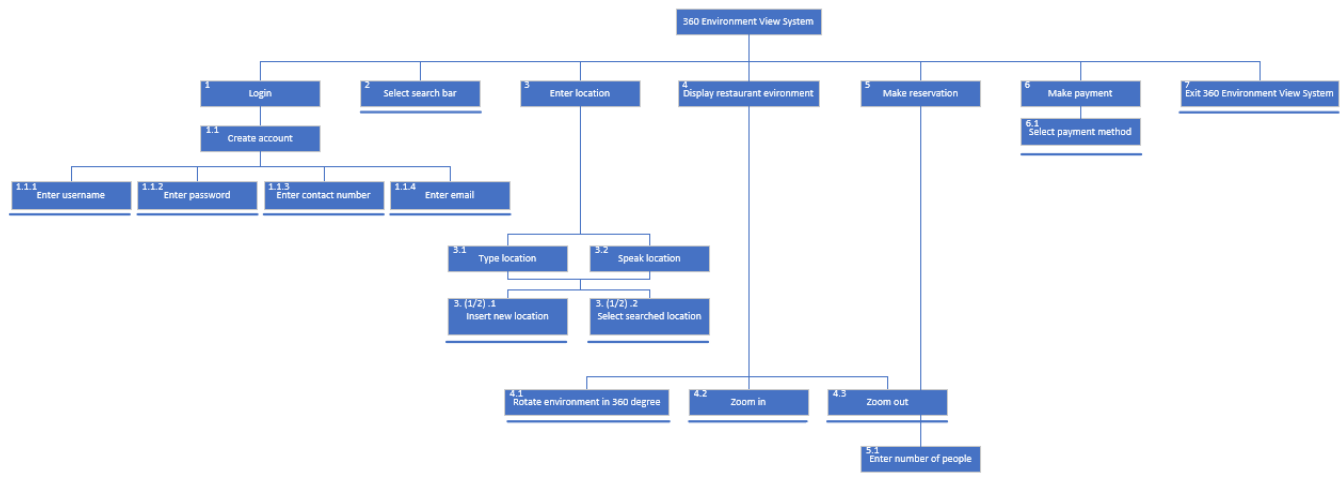 360 Environment View System
1
Login
2
Select search bar
3
Enter location
4
Display restaurant evironment
5
Make reservation
6
Make payment
7
Exit 360 Environment View System
1.1
Create account
6.1
Select payment method
1.1.1
Enter username
1.1.2
Enter password
1.1.3
Enter contact number
1.1.4
Enter email
3.1
Type location
3.2
Speak location
3. (1/2) .1
Insert new location
3. (1/2) .2
Select searched location
4.1
Rotate environment in 360 degree
4.2
Zoom in
4.3
Zoom out
5.1
Enter number of people